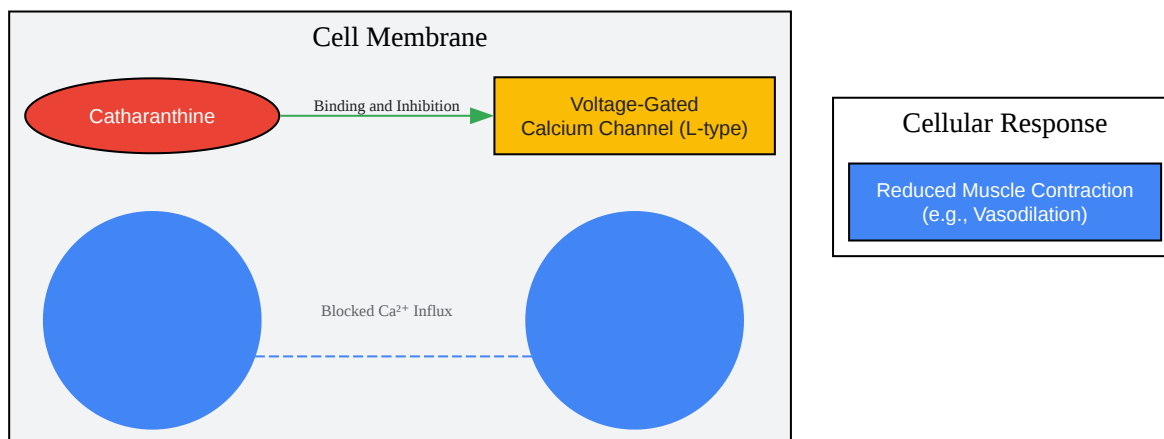 Cell Membrane
Catharanthine
Binding and Inhibition
Voltage-Gated
Calcium Channel (L-type)
Blocked Ca²⁺ Influx
Cellular Response
Reduced Muscle Contraction
(e.g., Vasodilation)